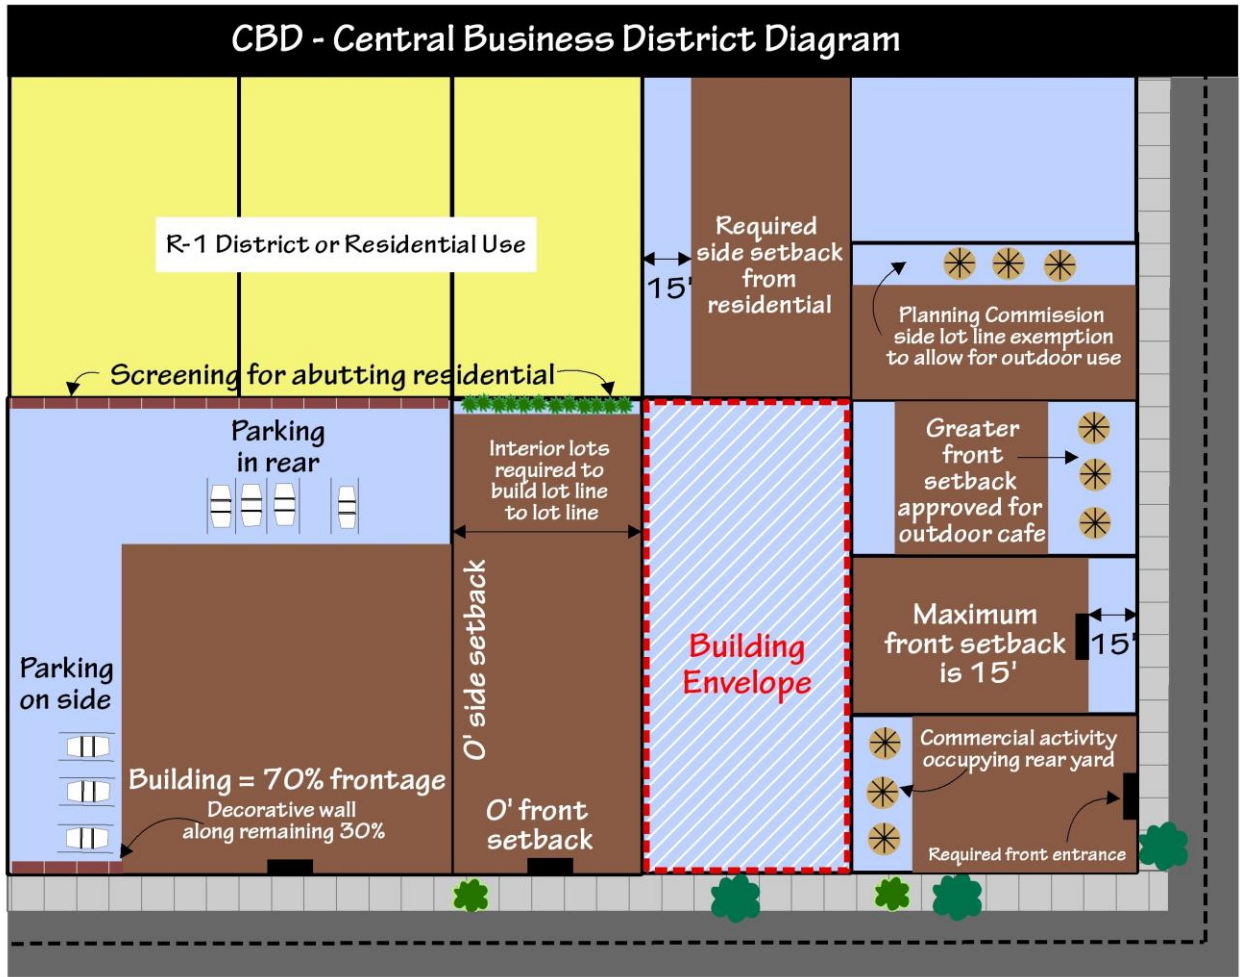 CBD - Central Business District Diagram
R-1 District or Residential Use
Required
side setback
from
residential
15'
Planning Commission
side lot line exemption
to allow for outdoor use
Screening for abutting residential
Parking
in rear
Interior lots
required to
build lot line
to lot line
Greater
front
setback
approved for
outdoor cafe
O' side setback
Building
Envelope
Maximum
front setback
is 15'
15'
Parking
on side
Building = 70% frontage
Decorative wall
along remaining 30%
O' front
setback
Commercial activity
occupying rear yard
Required front entrance